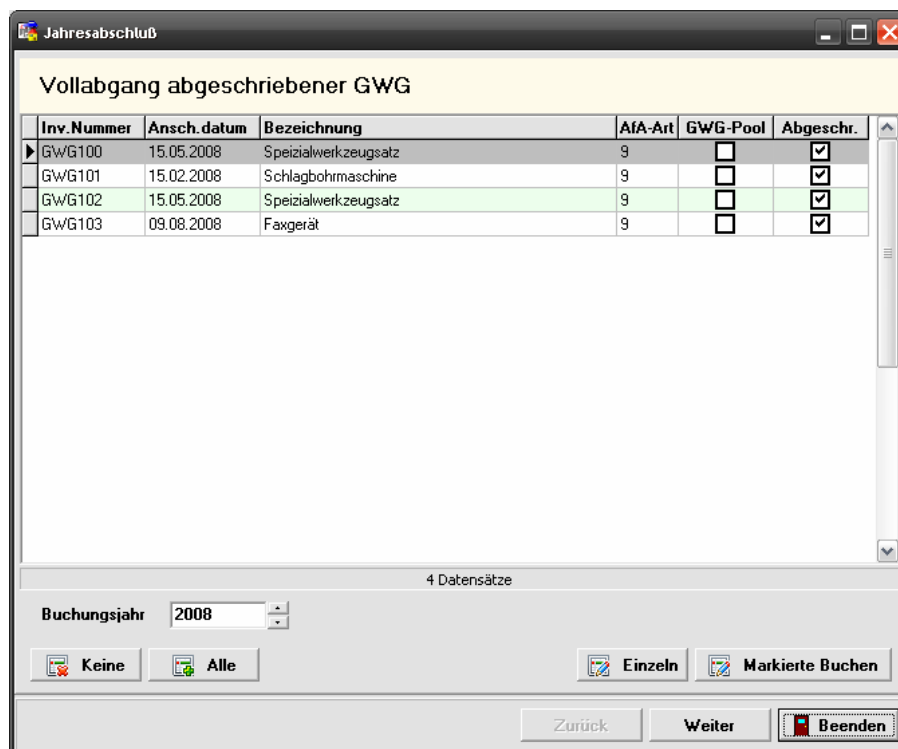 Jahresabschluß
Vollabgang abgeschriebener GWG
Inv.Nummer Ansch.datum Bezeichnung AfA-Art GWG-Pool Abgeschr.
GWG100 15.05.2008 Speizialwerkzeugsatz 9
GWG101 15.02.2008 Schlagbohrmaschine 9
GWG102 15.05.2008 Speizialwerkzeugsatz 9
GWG103 09.08.2008 Faxgerät 9
4 Datensätze
Buchungsjahr 2008
Keine Alle Einzeln Markierte Buchen
Zurück Weiter Beenden